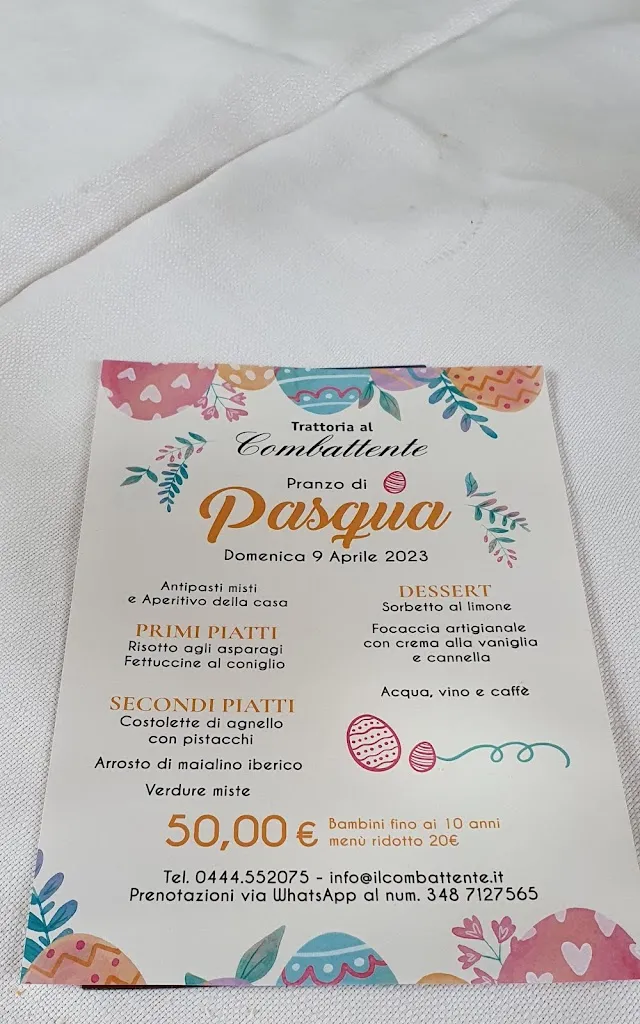 Trattoria al
Combattente
Pranzo di
Pasqua
Domenica 9 Aprile 2023
Antipasti misti
e Aperitivo della casa
PRIMI PIATTI
Risotto agli asparagi
Fettuccine al coniglio
SECONDI PIATTI
Costolette di agnello
con pistacchi
Arrosto di maialino iberico
Verdure miste
DESSERT
Sorbetto al limone
Focaccia artigianale
con crema alla vaniglia
e cannella
Acqua, vino e caffè
50,00 €
Bambini fino ai 10 anni
menù ridotto 20€
Tel. 0444.552075 - info@ilcombattente.it
Prenotazioni via WhatsApp al num. 348 7127565